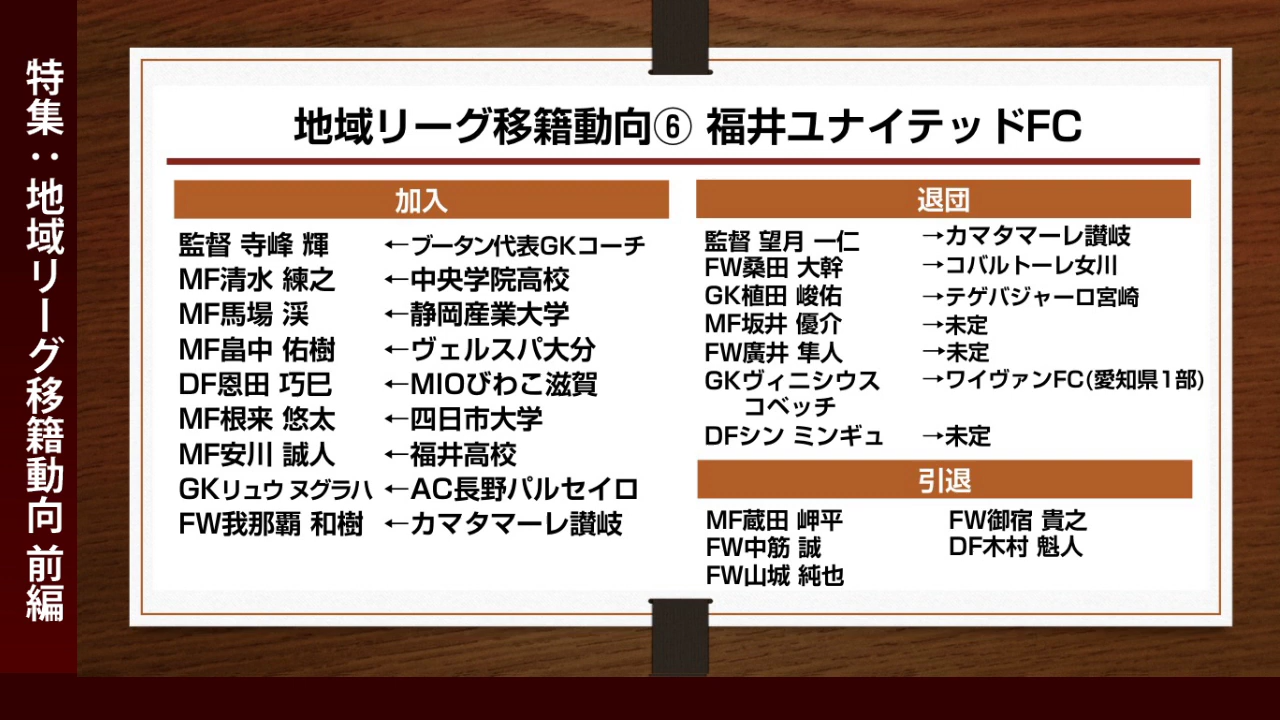 特集：地域リーグ移籍動向 前編
地域リーグ移籍動向⑥ 福井ユナイテッドFC
加入
監督 寺峰 輝 ←ブータン代表GKコーチ
MF清水 練之 ←中央学院高校
MF馬場 渓 ←静岡産業大学
MF畠中 佑樹 ←ヴェルスパ大分
DF恩田 巧巳 ←MIOびわこ滋賀
MF根来 悠太 ←四日市大学
MF安川 誠人 ←福井高校
GKリュウ ヌグラハ ←AC長野パルセイロ
FW我那覇 和樹 ←カマタマーレ讃岐
退団
監督 望月 一仁 →カマタマーレ讃岐
FW桑田 大幹 →コバルトーレ女川
GK植田 峻佑 →テゲバジャーロ宮崎
MF坂井 優介 →未定
FW廣井 隼人 →未定
GKヴィニシウス →ワイヴァンFC(愛知県1部)
コベッチ
DFシン ミンギュ →未定
引退
MF蔵田 岬平 FW御宿 貴之
FW中筋 誠 DF木村 魁人
FW山城 純也